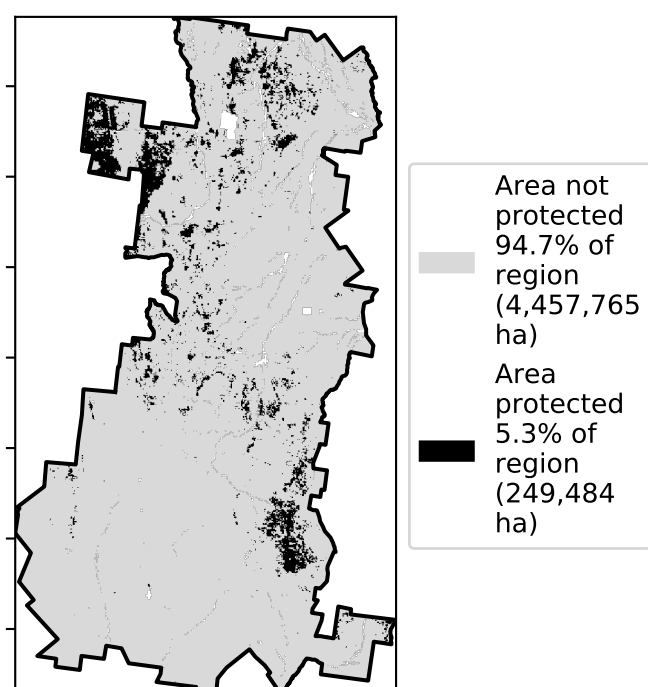 Area not
protected
94.7% of
region
(4,457,765
ha)
Area
protected
5.3% of
region
(249,484
ha)